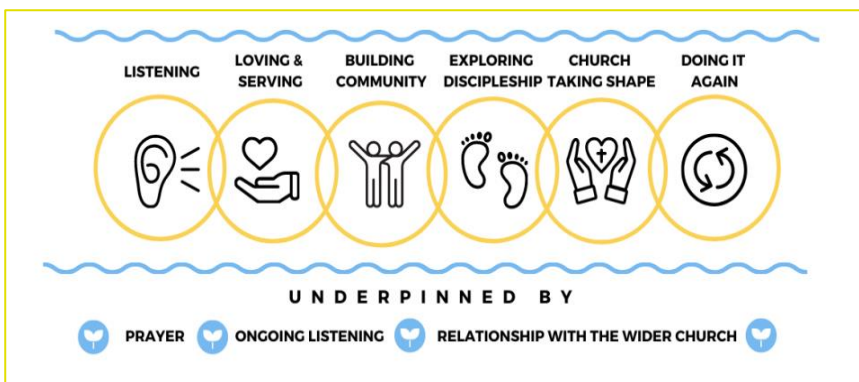 LISTENING
LOVING &
SERVING
BUILDING
COMMUNITY
EXPLORING
DISCIPLESHIP
CHURCH
TAKING SHAPE
DOING IT
AGAIN
UNDERPINNED BY
PRAYER ONGOING LISTENING RELATIONSHIP WITH THE WIDER CHURCH